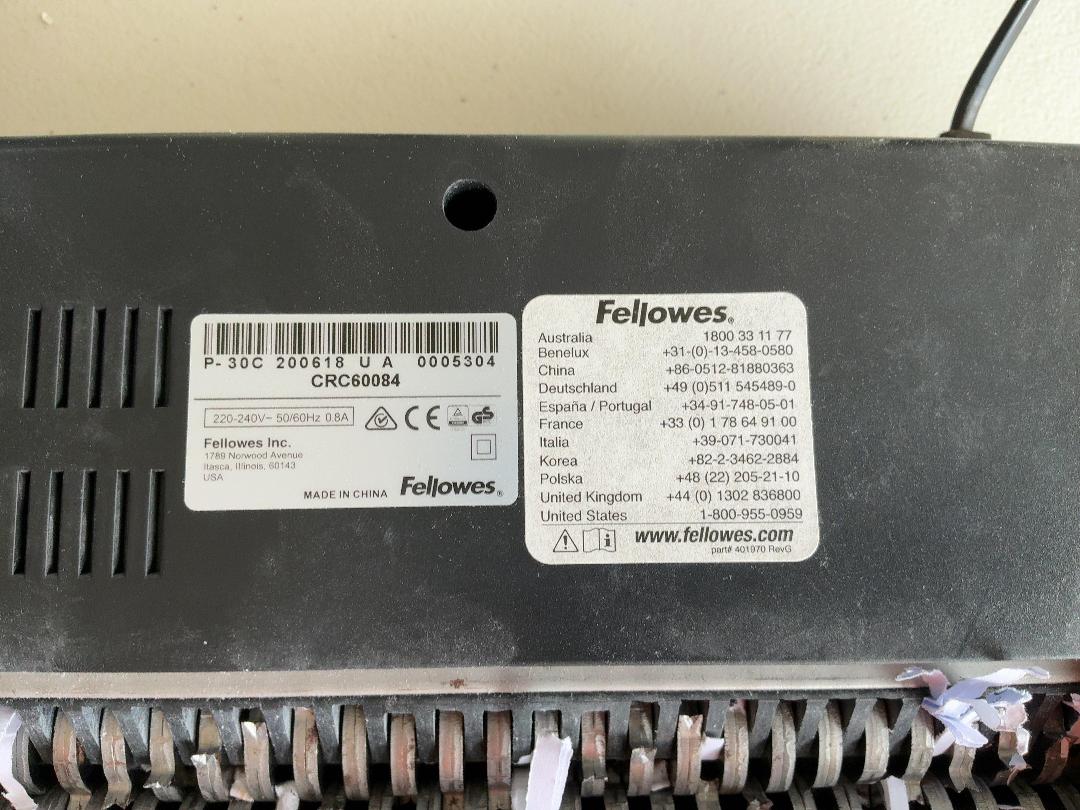 P-30C 200618 U A 0005304
CRC60084
220-240V~ 50/60Hz 0.8A
CE
GS
Fellowes Inc.
1789 Norwood Avenue
Itasca, Illinois, 60143
USA
MADE IN CHINA Fellowes®
Fellowes®
Australia 1800 33 11 77
Benelux +31-(0)-13-458-0580
China +86-0512-81880363
Deutschland +49 (0)511 545489-0
España / Portugal +34-91-748-05-01
France +33 (0) 1 78 64 91 00
Italia +39-071-730041
Korea +82-2-3462-2884
Polska +48 (22) 205-21-10
United Kingdom +44 (0) 1302 836800
United States 1-800-955-0959
www.fellowes.com
part# 401970 RevG